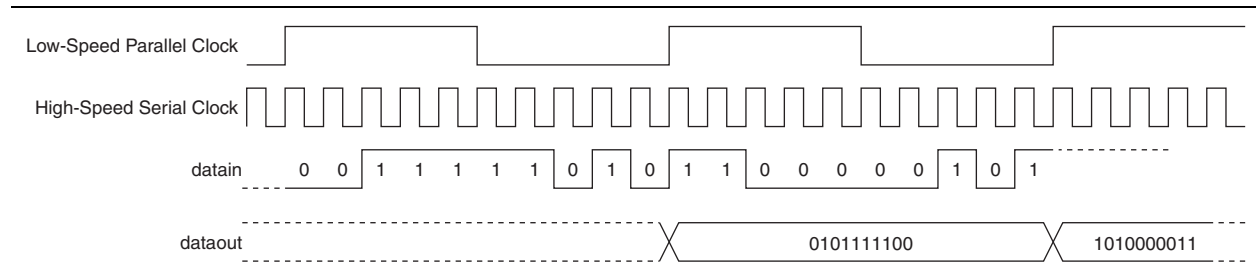 Low-Speed Parallel Clock
High-Speed Serial Clock
datain 0 0 1 1 1 1 1 0 1 0 1 1 0 0 0 0 0 1 0 1
dataout 0101111100 1010000011